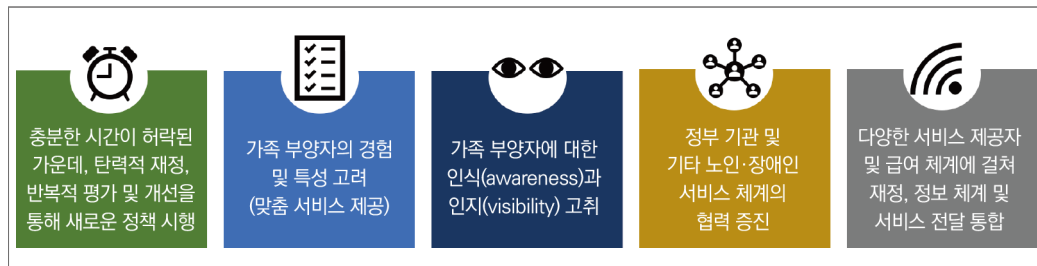 충분한 시간이 허락된
가운데, 탄력적 재정,
반복적 평가 및 개선을
통해 새로운 정책 시행
가족 부양자의 경험
및 특성 고려
(맞춤 서비스 제공)
가족 부양자에 대한
인식(awareness)과
인지(visibility) 고취
정부 기관 및
기타 노인·장애인
서비스 체계의
협력 증진
다양한 서비스 제공자
및 급여 체계에 걸쳐
재정, 정보 체계 및
서비스 전달 통합